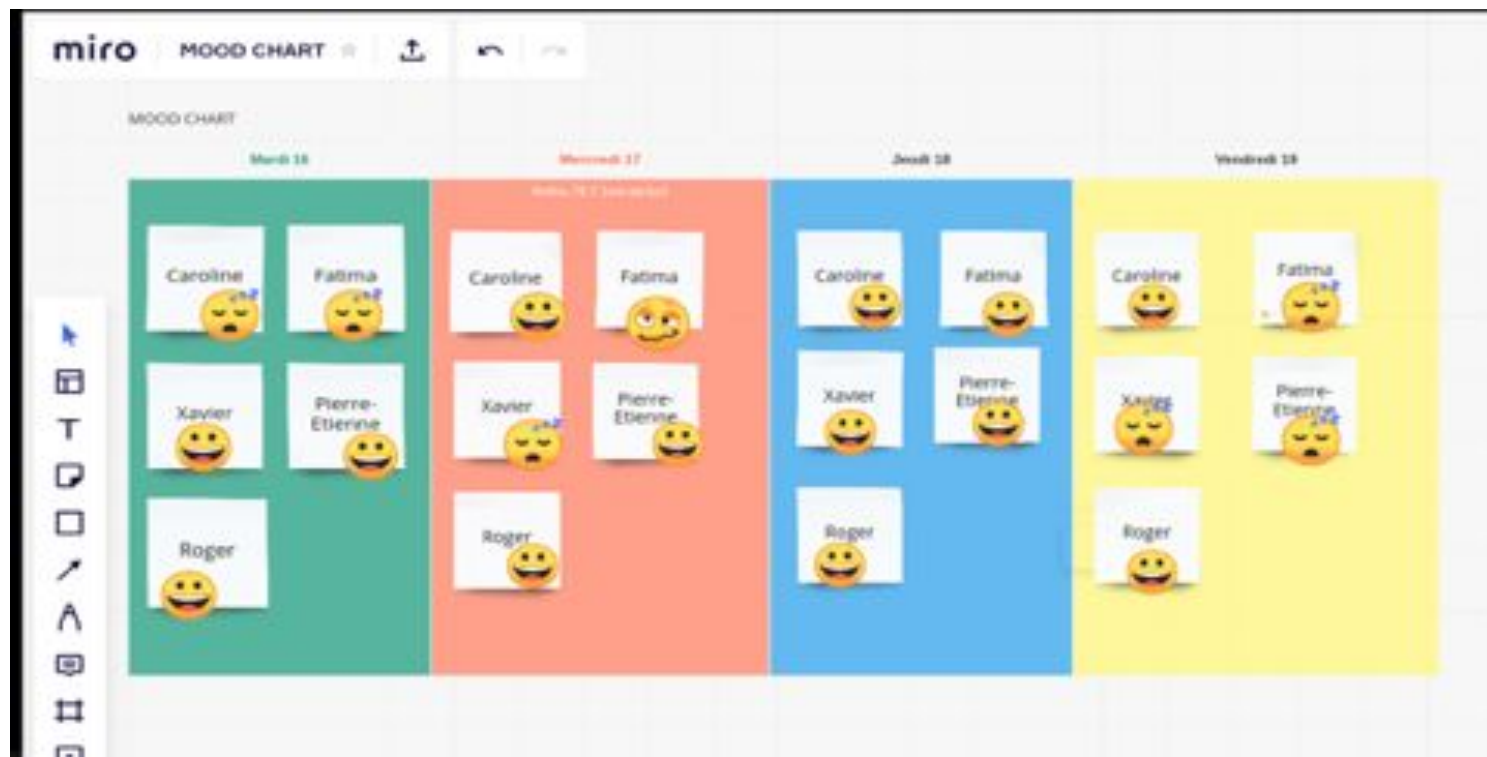 miro MOOD CHART
MOOD CHART
Mardi 16 Mercredi 17 Jeudi 18 Vendredi 19
Caroline Fatima Caroline Fatima Caroline Fatima Caroline Fatima
Xavier Pierre-
Etienne Xavier Pierre-
Etienne Xavier Pierre-
Etienne Xavier Pierre-
Etienne
Roger Roger Roger Roger